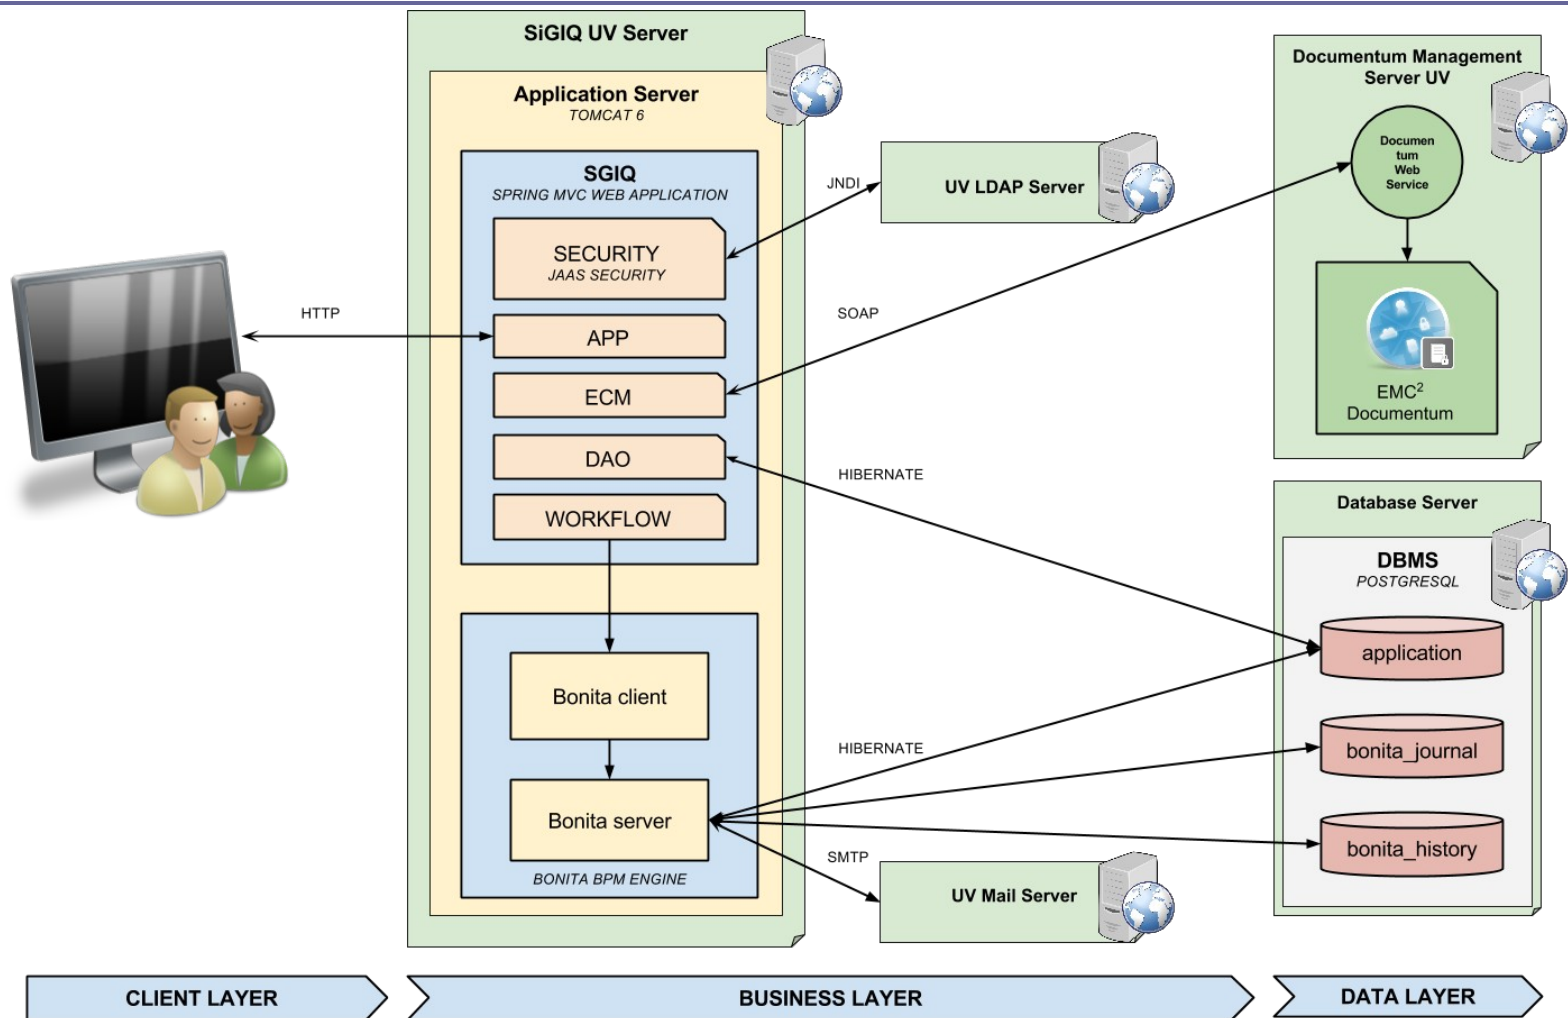 SiGIQ UV Server
Application Server
TOMCAT 6
SGIQ
SPRING MVC WEB APPLICATION
SECURITY
JAAS SECURITY
APP
ECM
DAO
WORKFLOW
Bonita client
Bonita server
BONITA BPM ENGINE
HTTP
JNDI
SOAP
HIBERNATE
HIBERNATE
SMTP
UV LDAP Server
UV Mail Server
Documentum Management
Server UV
Documen
tum
Web
Service
EMC²
Documentum
Database Server
DBMS
POSTGRESQL
application
bonita_journal
bonita_history
CLIENT LAYER
BUSINESS LAYER
DATA LAYER